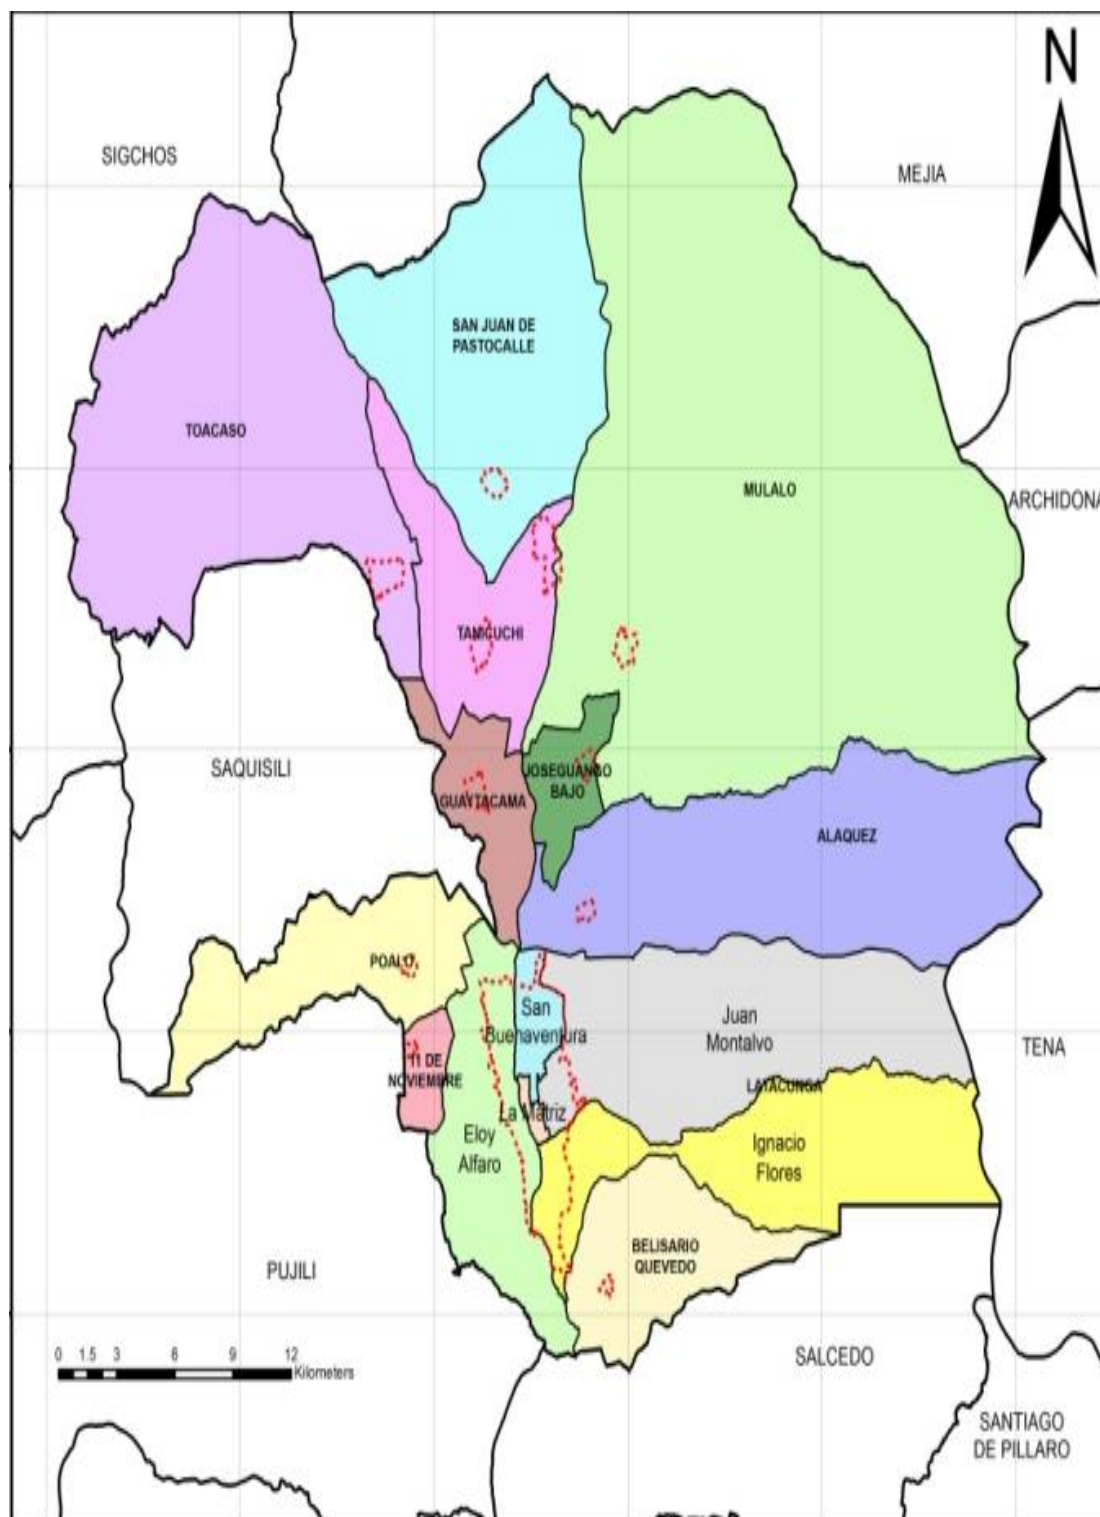 N
SIGCHOS
MEJIA
SAN JUAN DE
PASTOCALLE
TOACASO
MULALO
ARCHIDONA
TANICUCHI
SAQUISILI
JOSEGUANGO
BAJO
GUAYTACAMA
ALAQUEZ
POALO
San
Buenaventura
Juan
Montalvo
TENA
11 DE
NOVIEMBRE
LATACUNGA
La Matriz
Eloy
Alfaro
Ignacio
Flores
BELISARIO
QUEVEDO
PUJILI
SALCEDO
0 1.5 3 6 9 12
Kilometers
SANTIAGO
DE PILLARO